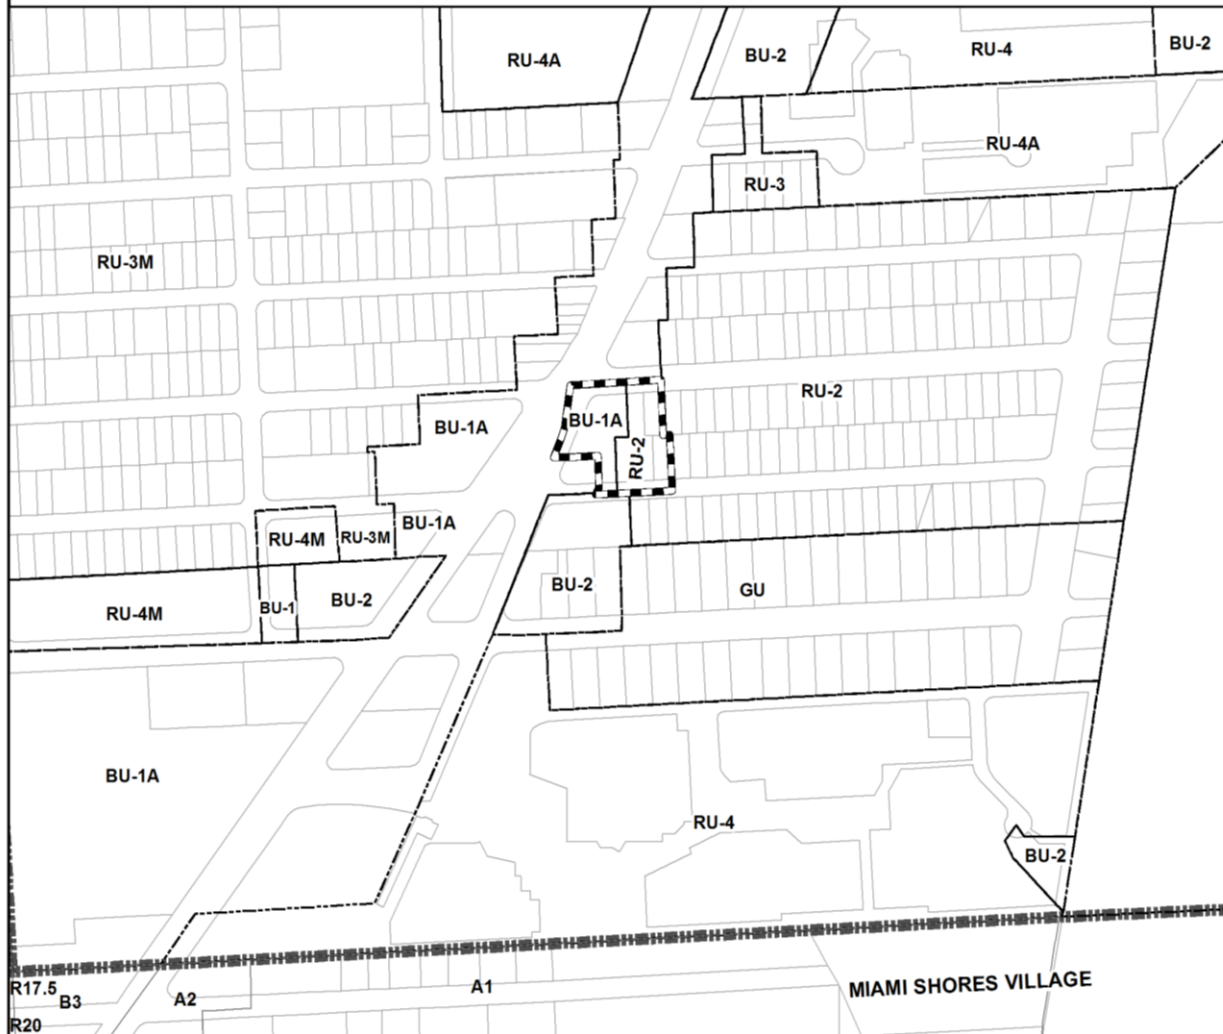 RU-4A
BU-2
RU-4
BU-2
RU-4A
RU-3
RU-3M
RU-2
BU-1A
BU-1A
RU-2
BU-1A
RU-4M
RU-3M
BU-2
GU
BU-1
BU-2
RU-4M
BU-1A
RU-4
BU-2
R17.5
B3
A2
A1
MIAMI SHORES VILLAGE
R20